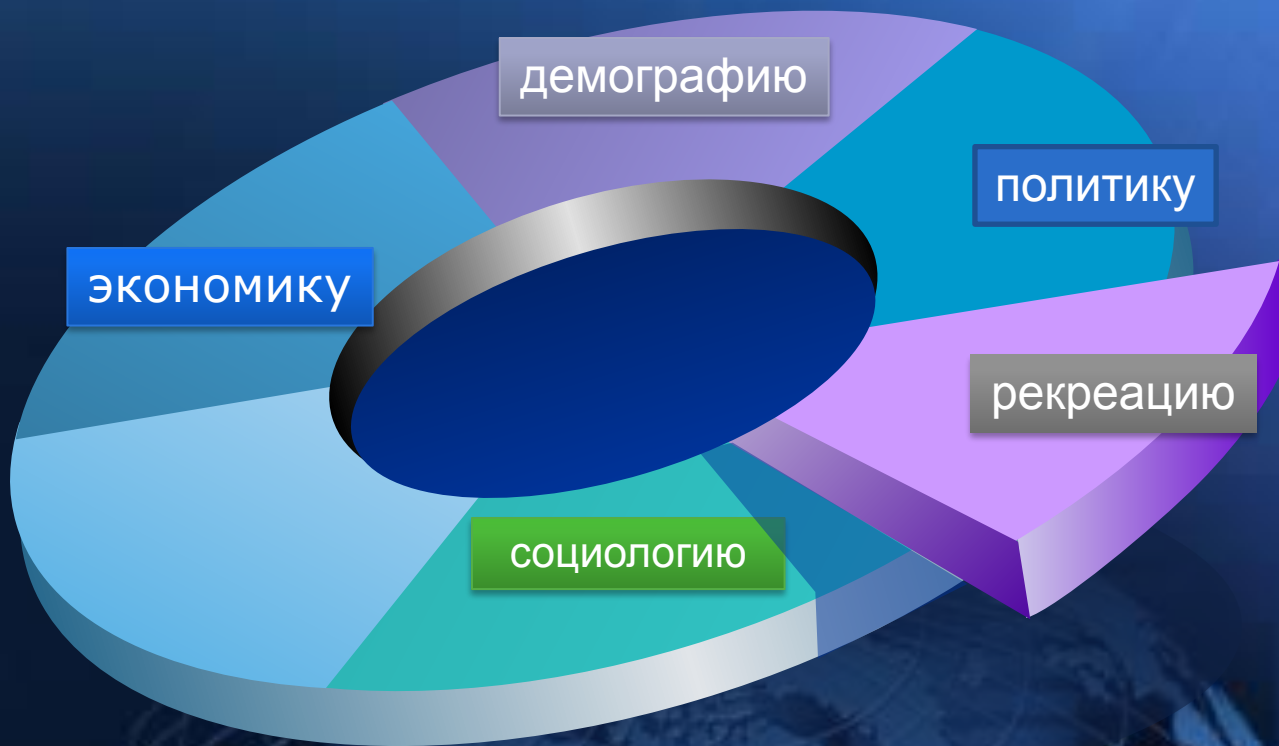 демографию
политику
экономику
рекреацию
социологию